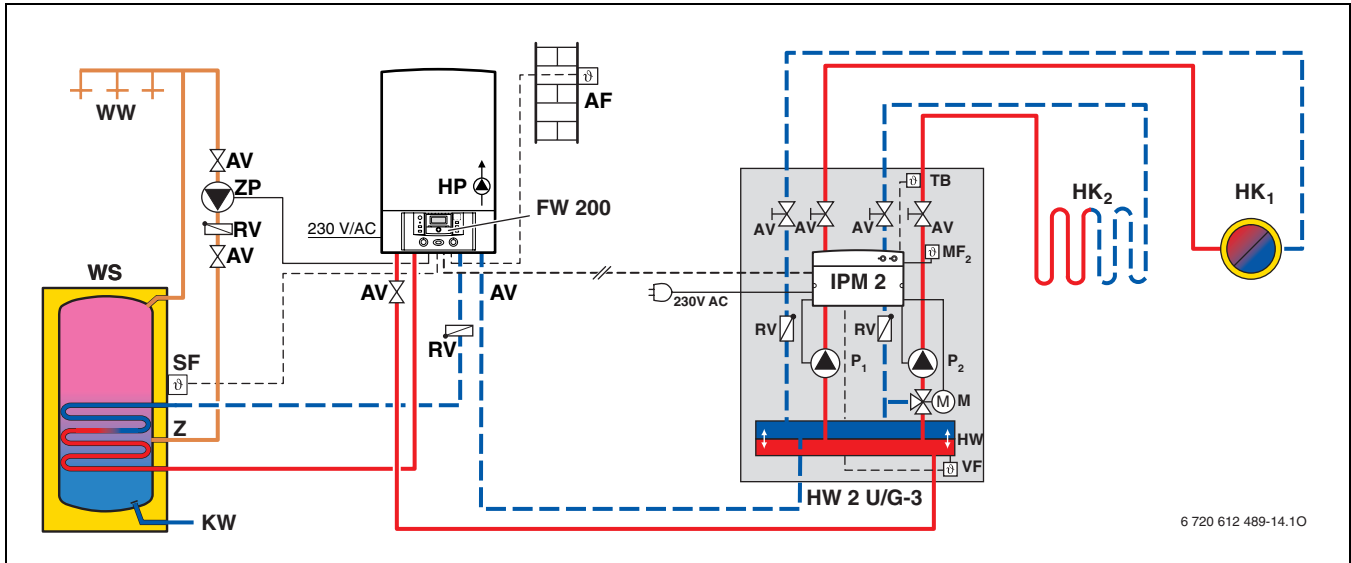 WW
AV
ZP
RV
AV
WS
SF
ϑ
Z
KW
230 V/AC
HP
FW 200
ϑ
AF
AV
AV
RV
230V AC
ϑ TB
AV
AV
AV
AV
IPM 2
ϑ MF2
RV
RV
P1
P2
M M
HW
ϑ VF
HW 2 U/G-3
HK2
HK1
6 720 612 489-14.1O